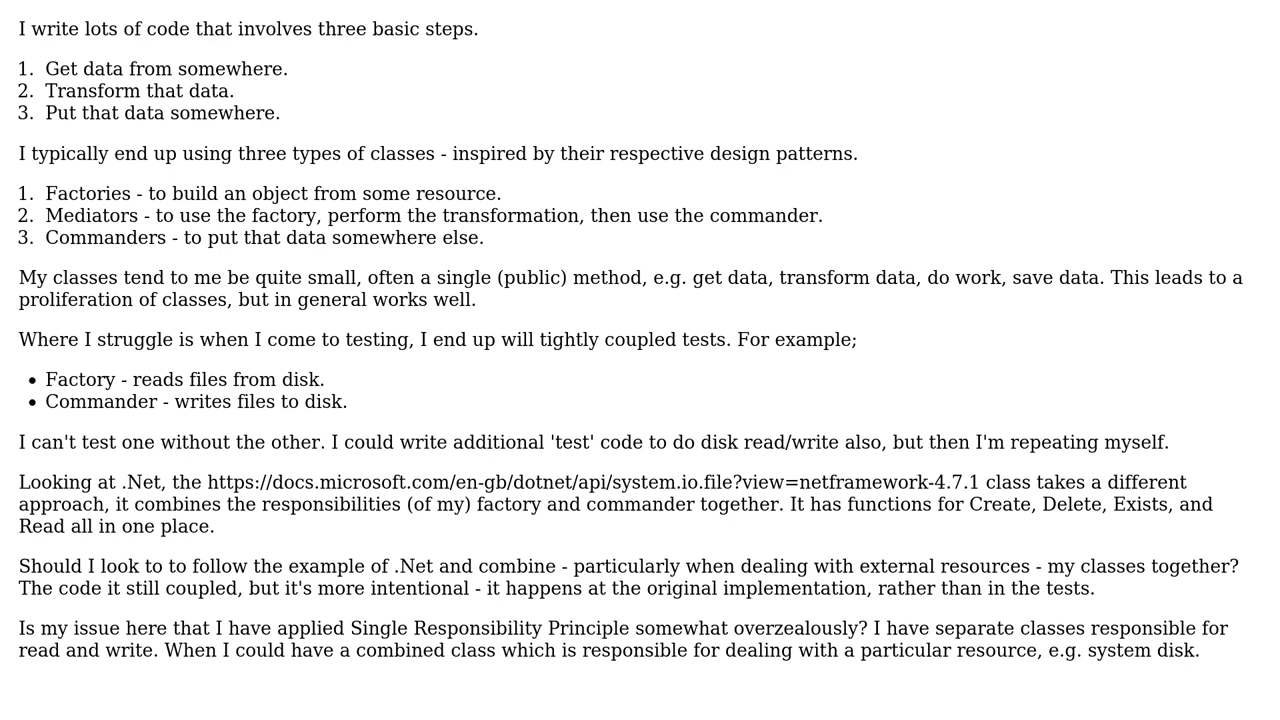 I write lots of code that involves three basic steps.
1. Get data from somewhere.
2. Transform that data.
3. Put that data somewhere.
I typically end up using three types of classes - inspired by their respective design patterns.
1. Factories - to build an object from some resource.
2. Mediators - to use the factory, perform the transformation, then use the commander.
3. Commanders - to put that data somewhere else.
My classes tend to me be quite small, often a single (public) method, e.g. get data, transform data, do work, save data. This leads to a
proliferation of classes, but in general works well.
Where I struggle is when I come to testing, I end up will tightly coupled tests. For example;
• Factory - reads files from disk.
• Commander - writes files to disk.
I can't test one without the other. I could write additional 'test' code to do disk read/write also, but then I'm repeating myself.
Looking at .Net, the https://docs.microsoft.com/en-gb/dotnet/api/system.io.file?view=netframework-4.7.1 class takes a different
approach, it combines the responsibilities (of my) factory and commander together. It has functions for Create, Delete, Exists, and
Read all in one place.
Should I look to to follow the example of .Net and combine - particularly when dealing with external resources - my classes together?
The code it still coupled, but it's more intentional - it happens at the original implementation, rather than in the tests.
Is my issue here that I have applied Single Responsibility Principle somewhat overzealously? I have separate classes responsible for
read and write. When I could have a combined class which is responsible for dealing with a particular resource, e.g. system disk.